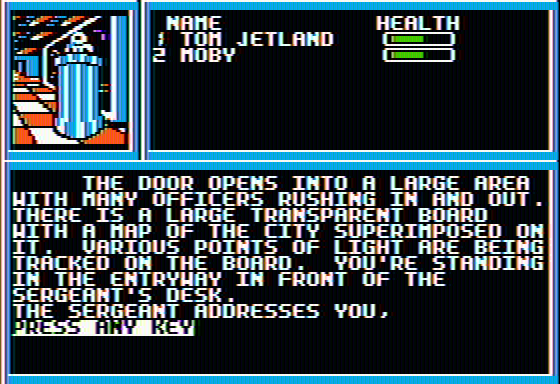 NAME HEALTH
1 TOM JETLAND
2 MOBY
THE DOOR OPENS INTO A LARGE AREA
WITH MANY OFFICERS RUSHING IN AND OUT.
THERE IS A LARGE TRANSPARENT BOARD
WITH A MAP OF THE CITY SUPERIMPOSED ON
IT. VARIOUS POINTS OF LIGHT ARE BEING
TRACKED ON THE BOARD. YOU'RE STANDING
IN THE ENTRYWAY IN FRONT OF THE
SERGEANT'S DESK.
THE SERGEANT ADDRESSES YOU,
PRESS ANY KEY